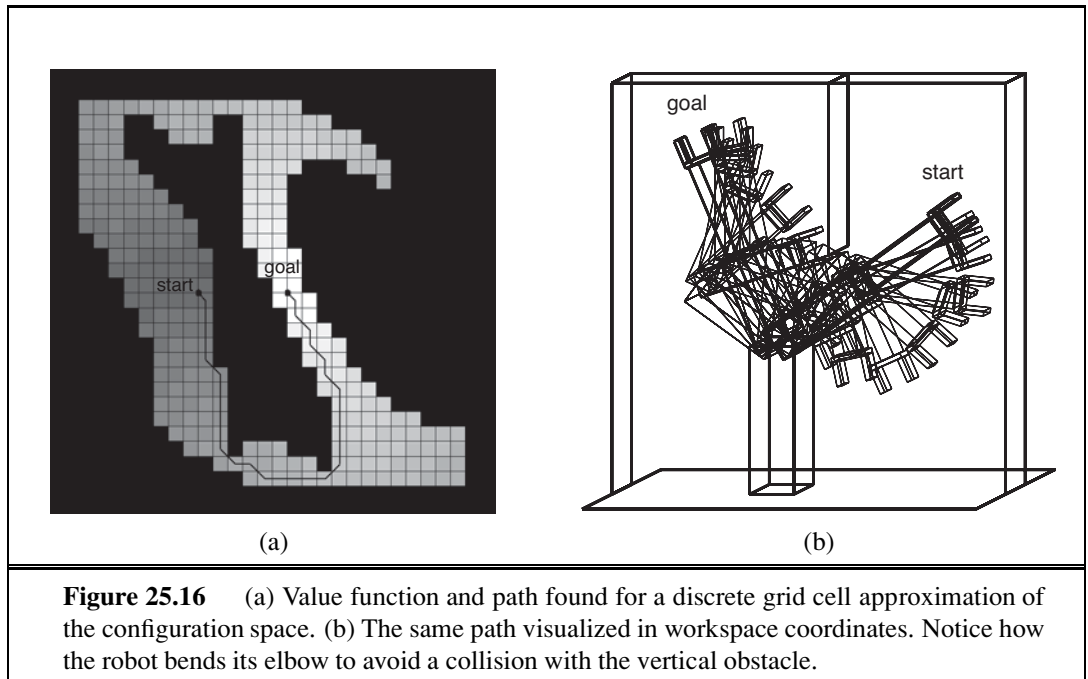 goal
start
goal
start
(a)
(b)
Figure 25.16 (a) Value function and path found for a discrete grid cell approximation of
the configuration space. (b) The same path visualized in workspace coordinates. Notice how
the robot bends its elbow to avoid a collision with the vertical obstacle.